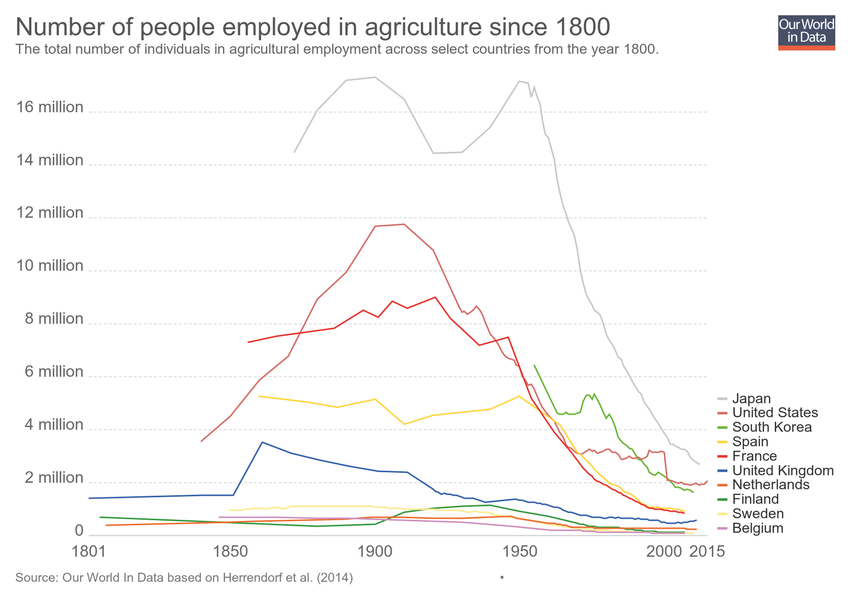 Number of people employed in agriculture since 1800
Our World
in Data
The total number of individuals in agricultural employment across select countries from the year 1800.
16 million
14 million
12 million
10 million
8 million
6 million
4 million
2 million
0
1801 1850 1900 1950 2000 2015
Japan
United States
South Korea
Spain
France
United Kingdom
Netherlands
Finland
Sweden
Belgium
Source: Our World In Data based on Herrendorf et al. (2014) •